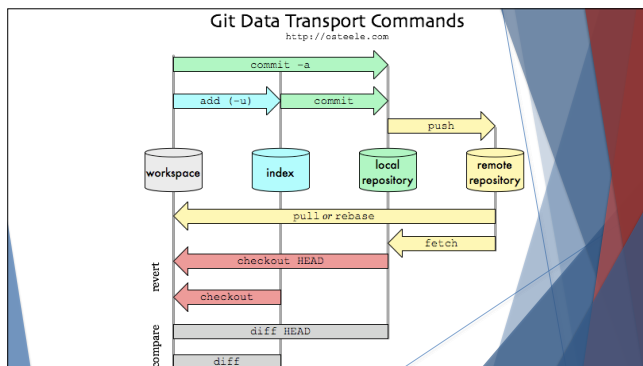 Git Data Transport Commands
http://osteele.com
commit -a
add (-u)
commit
push
workspace
index
local
repository
remote
repository
pull or rebase
fetch
revert
checkout HEAD
checkout
compare
diff HEAD
diff